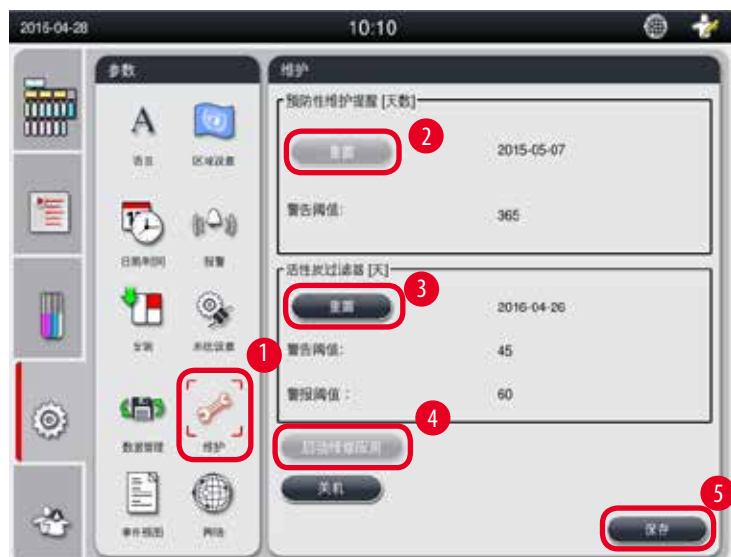 2016-04-28
10:10
参数
维护
语言
区域设置
日期/时间
报警
安装
系统设置
数据管理
维护
事件视图
网络
预防性维护提醒 [天数]
重置
2
2015-05-07
警告阈值:
365
活性炭过滤器 [天]
重置
3
2016-04-26
警告阈值:
45
警报阈值：
60
1
启动维修应用
4
关机
保存
5